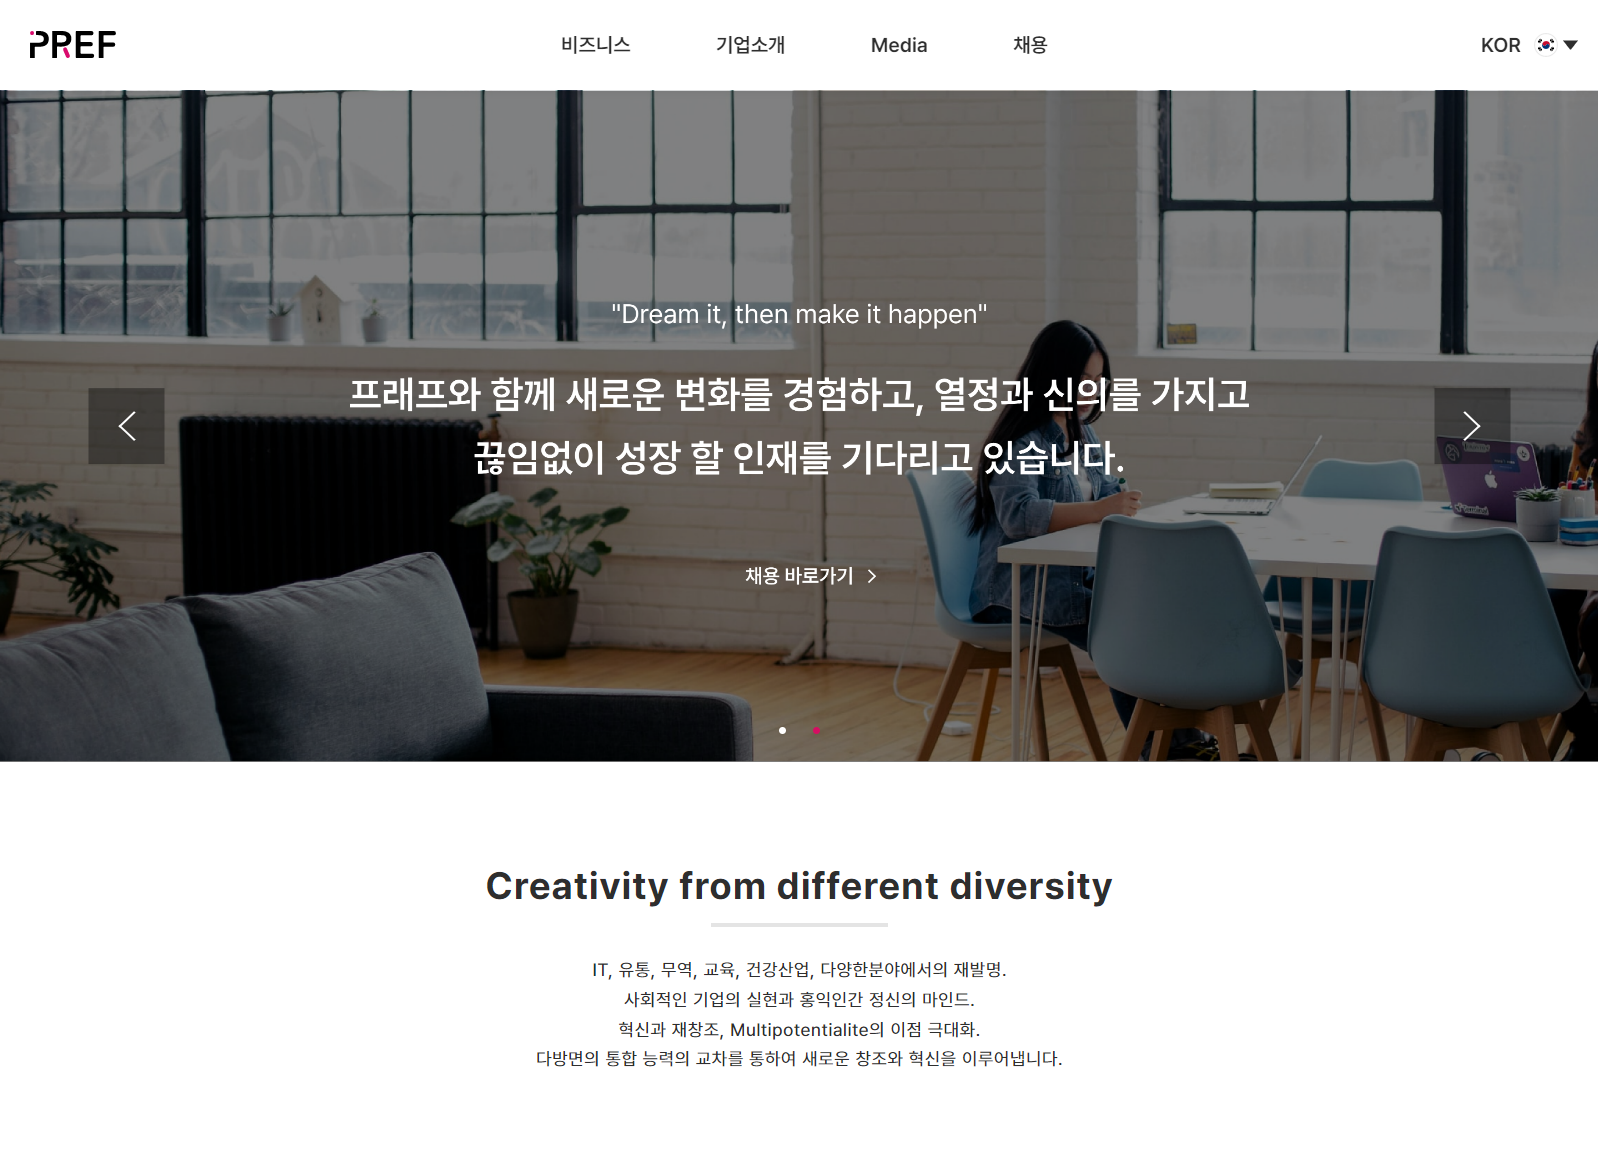 PREF
비즈니스
기업소개
Media
채용
KOR
"Dream it, then make it happen"
프래프와 함께 새로운 변화를 경험하고, 열정과 신의를 가지고
끊임없이 성장 할 인재를 기다리고 있습니다.
채용 바로가기
Creativity from different diversity
IT, 유통, 무역, 교육, 건강산업, 다양한분야에서의 재발명.
사회적인 기업의 실현과 홍익인간 정신의 마인드.
혁신과 재창조, Multipotentialite의 이점 극대화.
다방면의 통합 능력의 교차를 통하여 새로운 창조와 혁신을 이루어냅니다.